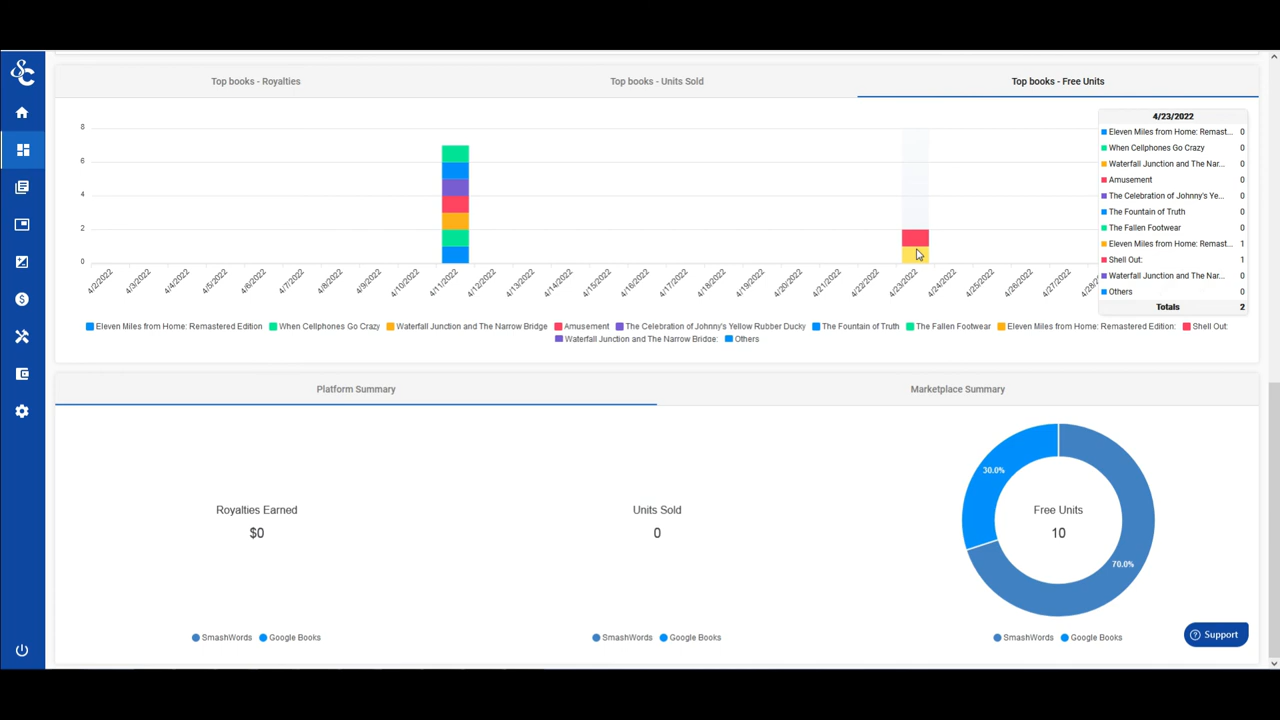 Top books - Royalties
Top books - Units Sold
Top books - Free Units
8
6
4
2
0
4/2/2022
4/3/2022
4/4/2022
4/5/2022
4/6/2022
4/7/2022
4/8/2022
4/9/2022
4/10/2022
4/11/2022
4/12/2022
4/13/2022
4/14/2022
4/15/2022
4/16/2022
4/17/2022
4/18/2022
4/19/2022
4/20/2022
4/21/2022
4/22/2022
4/23/2022
4/24/2022
4/25/2022
4/26/2022
4/27/2022
4/28/
4/23/2022
Eleven Miles from Home: Remast... 0
When Cellphones Go Crazy 0
Waterfall Junction and The Nar... 0
Amusement 0
The Celebration of Johnny's Ye... 0
The Fountain of Truth 0
The Fallen Footwear 0
Eleven Miles from Home: Remast... 1
Shell Out: 1
Waterfall Junction and The Nar... 0
Others 0
Totals 2
Eleven Miles from Home: Remastered Edition When Cellphones Go Crazy Waterfall Junction and The Narrow Bridge Amusement The Celebration of Johnny's Yellow Rubber Ducky The Fountain of Truth The Fallen Footwear Eleven Miles from Home: Remastered Edition: Shell Out:
Waterfall Junction and The Narrow Bridge: Others
Platform Summary
Marketplace Summary
Royalties Earned
$0
SmashWords Google Books
Units Sold
0
SmashWords Google Books
30.0%
Free Units
10
70.0%
SmashWords Google Books
Support